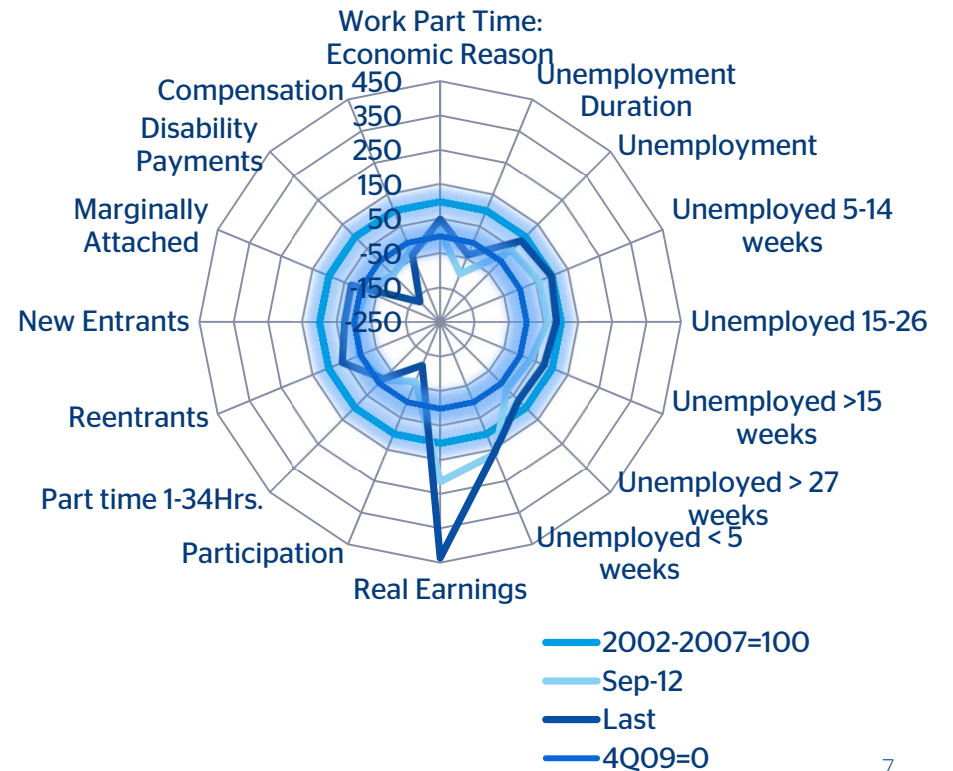 Work Part Time:
Economic Reason
Unemployment
Duration
Unemployment
Unemployed 5-14
weeks
Unemployed 15-26
Unemployed >15
weeks
Unemployed > 27
weeks
Unemployed < 5
weeks
Real Earnings
Participation
Part time 1-34Hrs.
Reentrants
New Entrants
Marginally
Attached
Disability
Payments
Compensation
450
350
250
150
50
-50
-150
-250
2002-2007=100
Sep-12
Last
4Q09=0
7